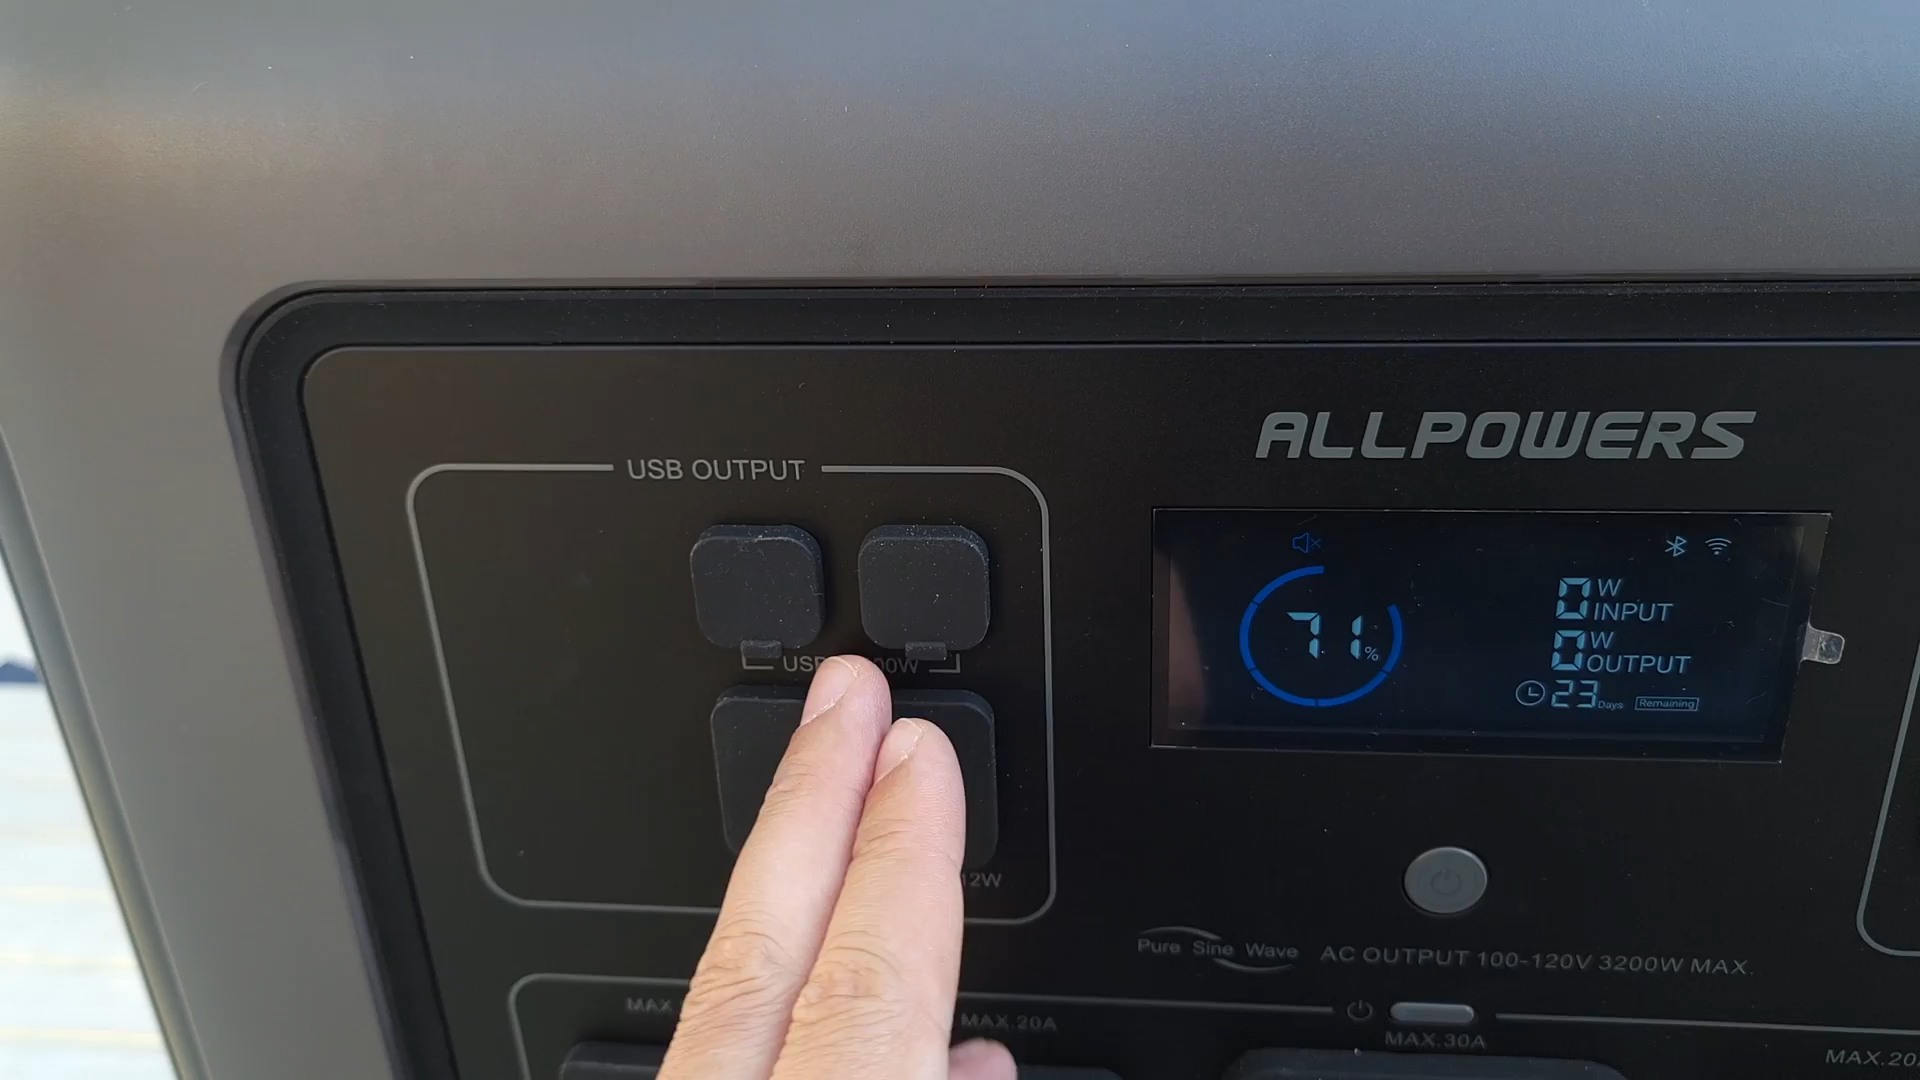 ALLPOWERS
USB OUTPUT
71%
0W
INPUT
0W
OUTPUT
23 Days Remaining
12W
Pure Sine Wave AC OUTPUT 100-120V 3200W MAX.
MAX.
MAX.20A
MAX.30A